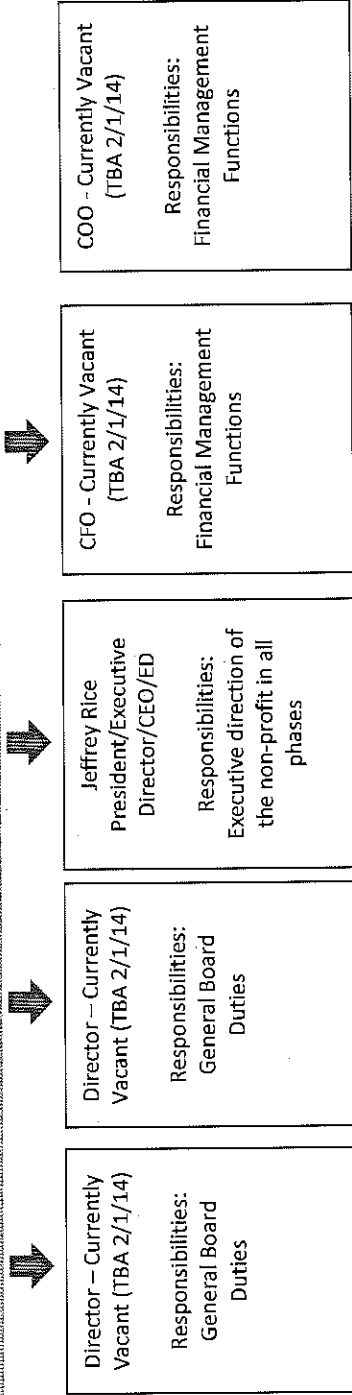 Director – Currently
Vacant (TBA 2/1/14)
Responsibilities:
General Board
Duties
Director – Currently
Vacant (TBA 2/1/14)
Responsibilities:
General Board
Duties
Jeffrey Rice
President/Executive
Director/CEO/ED
Responsibilities:
Executive direction of
the non-profit in all
phases
CFO - Currently Vacant
(TBA 2/1/14)
Responsibilities:
Financial Management
Functions
COO - Currently Vacant
(TBA 2/1/14)
Responsibilities:
Financial Management
Functions